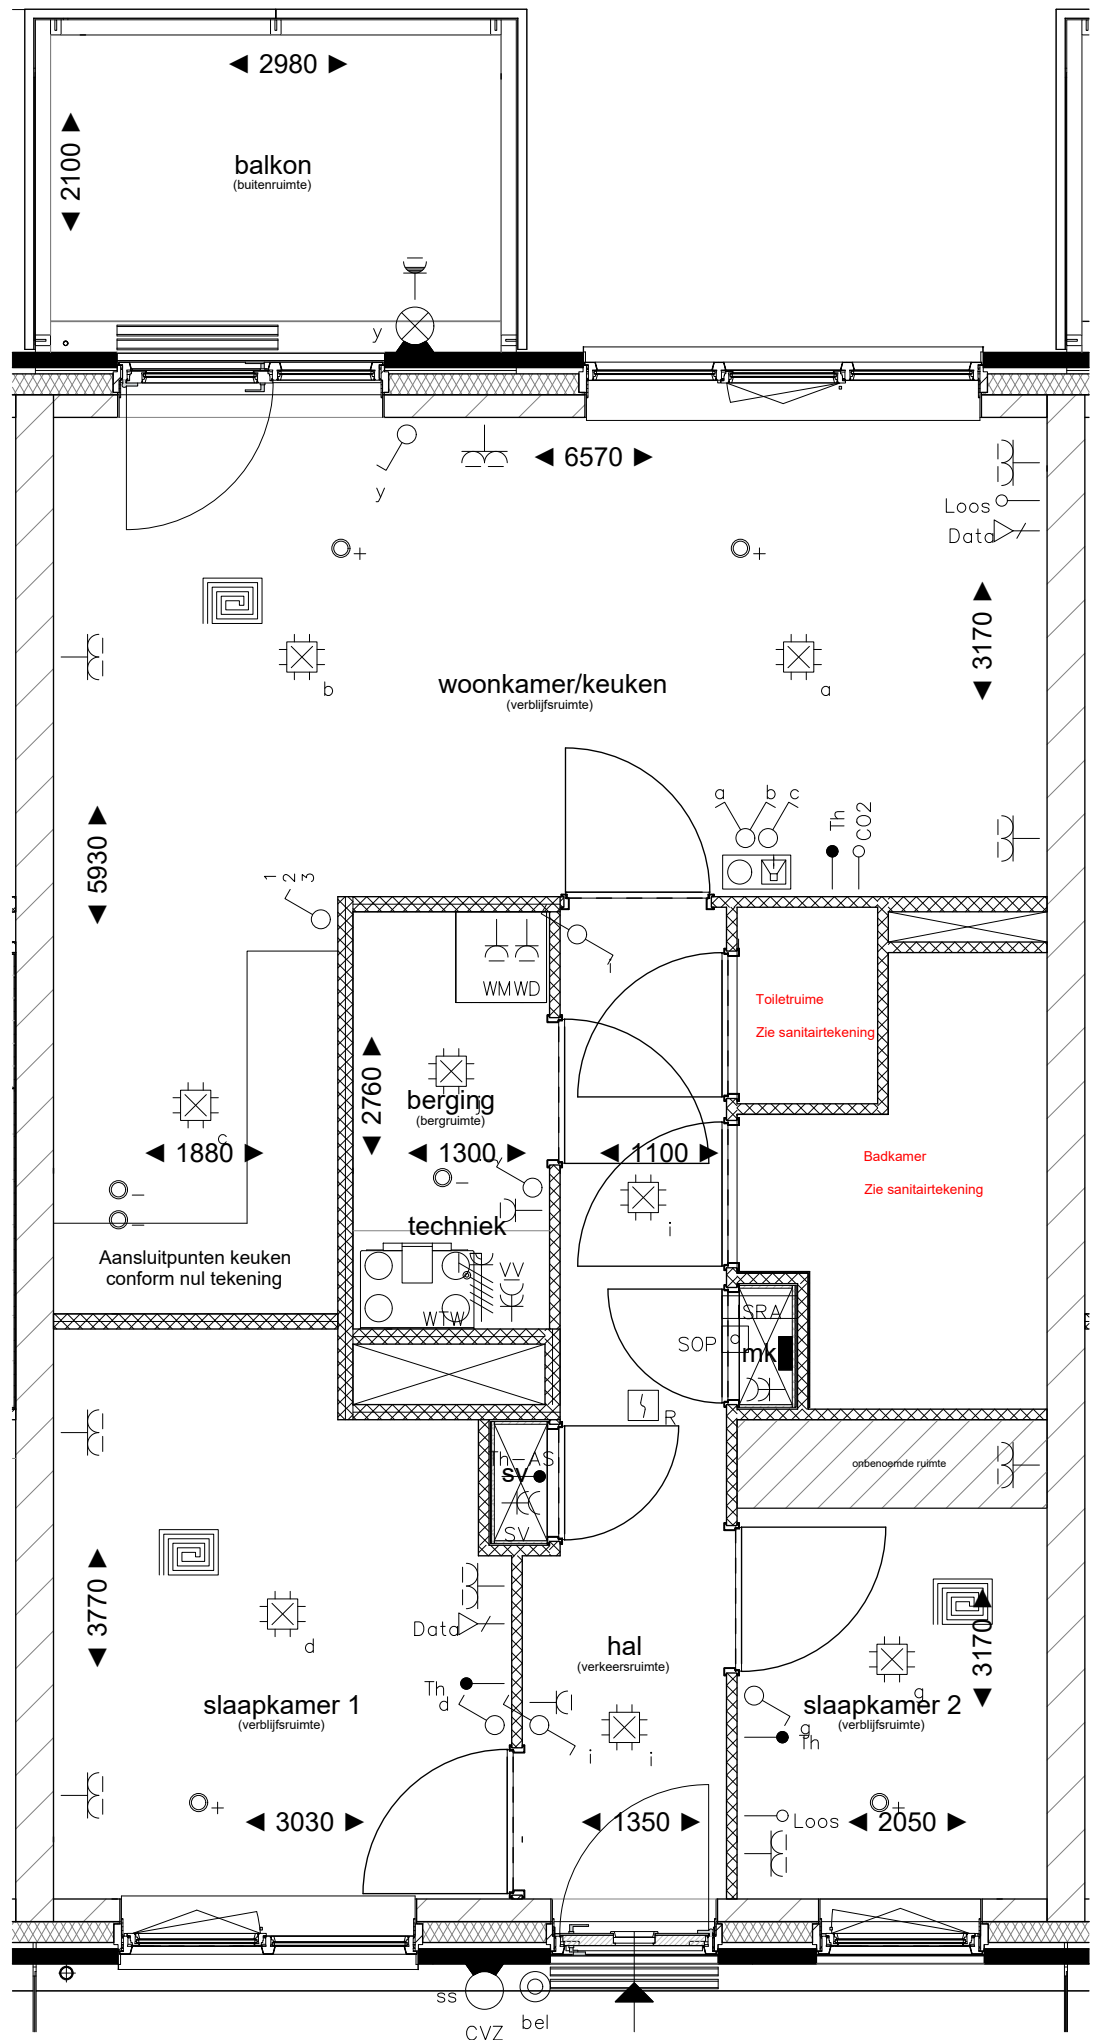 2980
2100
balkon
(buitenruimte)
y
y
6570
Loos
Data
+
+
3170
b
a
woonkamer/keuken
(verblijfsruimte)
5930
1 2 3
a b c
Th
CO2
WM WD
i
Toiletruime
Zie sanitairtekening
2760
berging
(bergruimte)
j
c
1880
1300
1100
Badkamer
Zie sanitairtekening
i
techniek
Aansluitpunten keuken
conform nul tekening
VV
WTW
SRA
SOP
mk
R
onbenoemde ruimte
Th-AS
sv
SV
3770
d
Data
hal
(verkeersruimte)
3170
g
Th
d
slaapkamer 1
(verblijfsruimte)
i
i
slaapkamer 2
(verblijfsruimte)
g
Th
+
3030
1350
Loos
+
2050
ss
CVZ
bel